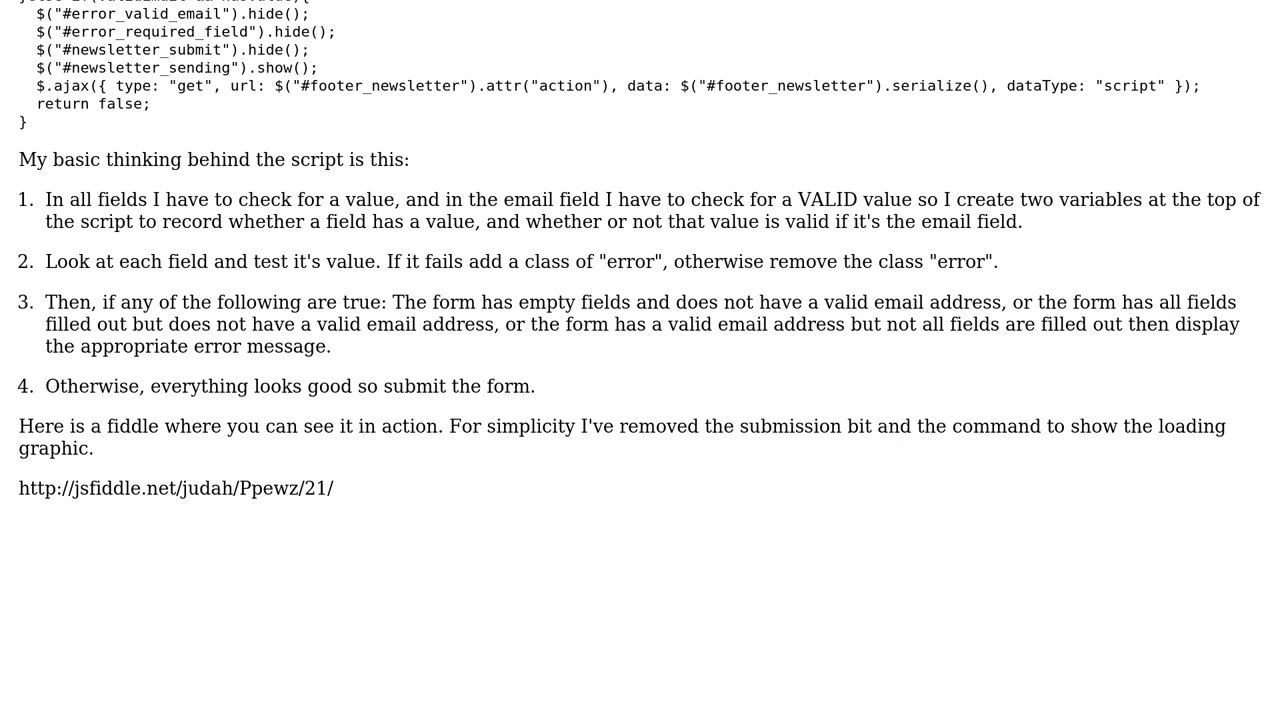 $("#error_valid_email").hide();
$("#error_required_field").hide();
$("#newsletter_submit").hide();
$("#newsletter_sending").show();
$.ajax({ type: "get", url: $("#footer_newsletter").attr("action"), data: $("#footer_newsletter").serialize(), dataType: "script" });
return false;
}
My basic thinking behind the script is this:
1. In all fields I have to check for a value, and in the email field I have to check for a VALID value so I create two variables at the top of
the script to record whether a field has a value, and whether or not that value is valid if it's the email field.
2. Look at each field and test it's value. If it fails add a class of "error", otherwise remove the class "error".
3. Then, if any of the following are true: The form has empty fields and does not have a valid email address, or the form has all fields
filled out but does not have a valid email address, or the form has a valid email address but not all fields are filled out then display
the appropriate error message.
4. Otherwise, everything looks good so submit the form.
Here is a fiddle where you can see it in action. For simplicity I've removed the submission bit and the command to show the loading
graphic.
http://jsfiddle.net/judah/Ppewz/21/